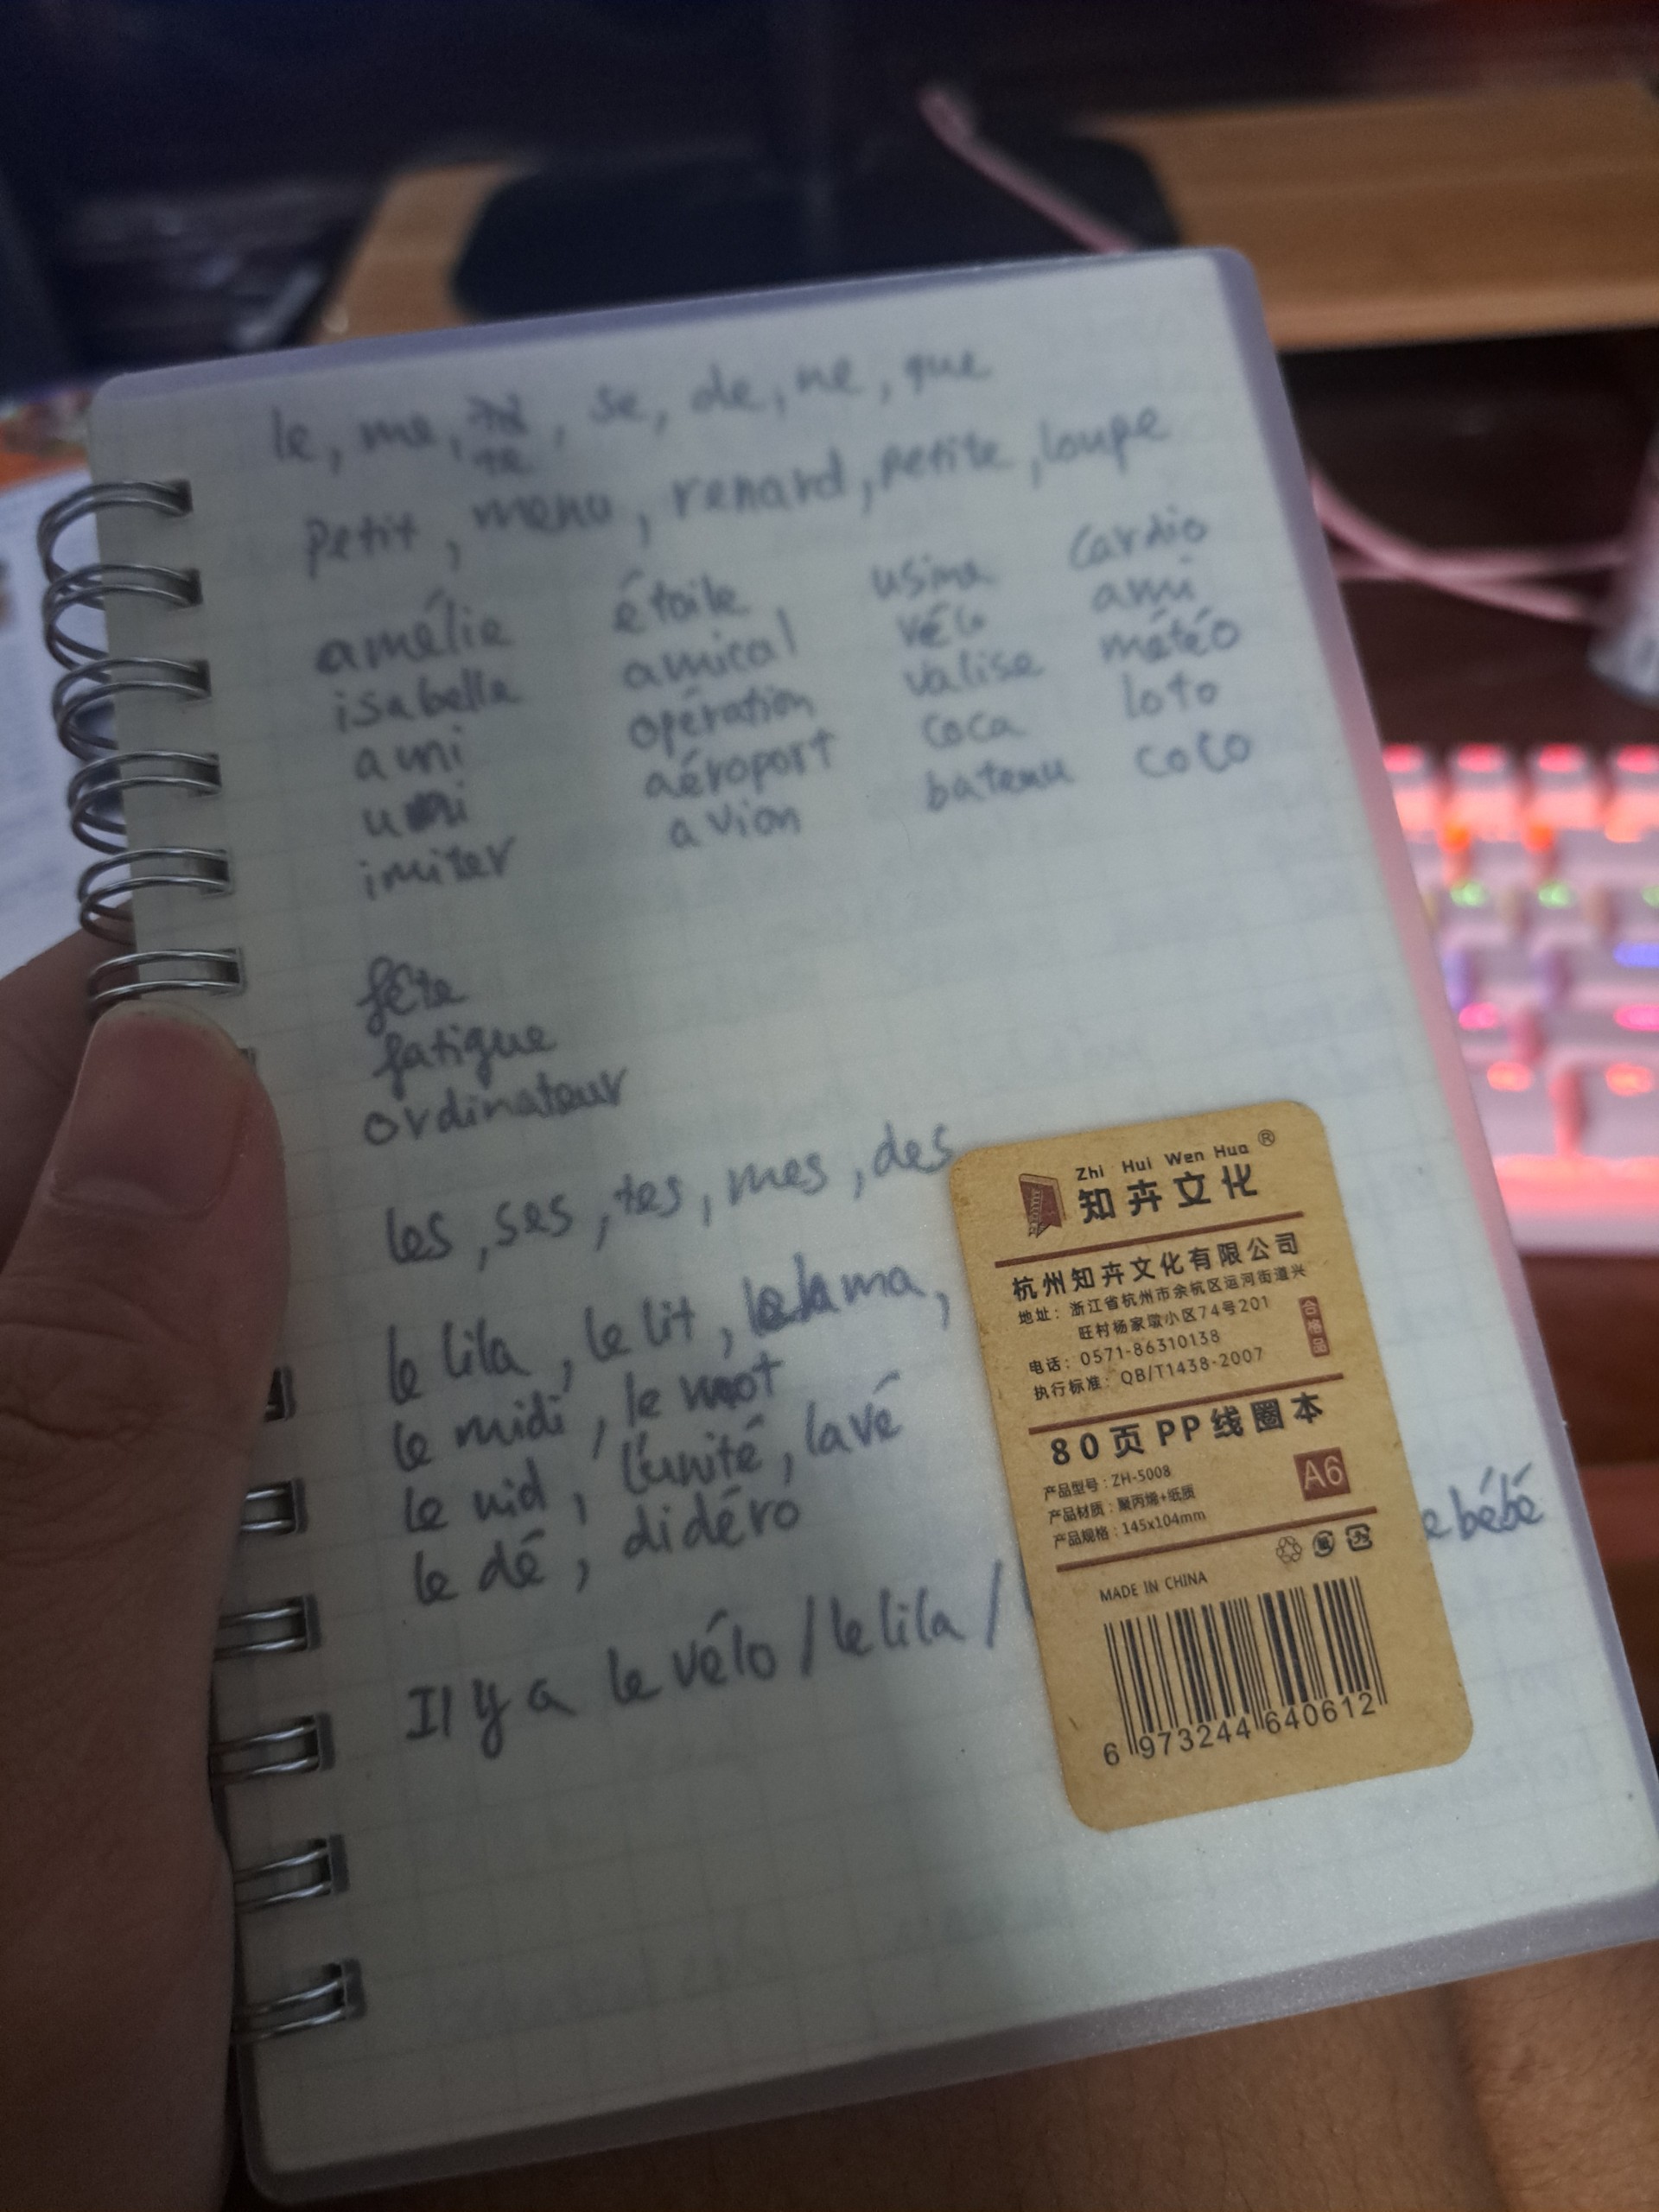 le, me, te, se, de, ne, que
petit, menu, renard, petite, loupe
amélie étoile usine cardio
isabelle amical vélo ami
ami opération valise météo
uni aéroport coca loto
imiter avion bateau coco
fête
fatigue
ordinateur
les, ses, tes, mes, des
le lila, le lit, le lama,
le midi, le mot
le nid, l'unité, lavé
le dé, didéro
Il y a le vélo / le lila /
e bébé
Zhi Hui Wen Hua ®
知卉文化
杭州知卉文化有限公司
地址：浙江省杭州市余杭区运河街道兴
旺村杨家墩小区74号201
电话：0571-86310138
执行标准：QB/T1438-2007
合格品
80页PP线圈本
产品型号：ZH-5008
产品材质：聚丙烯+纸质
产品规格：145x104mm
A6
MADE IN CHINA
6 973244 640612